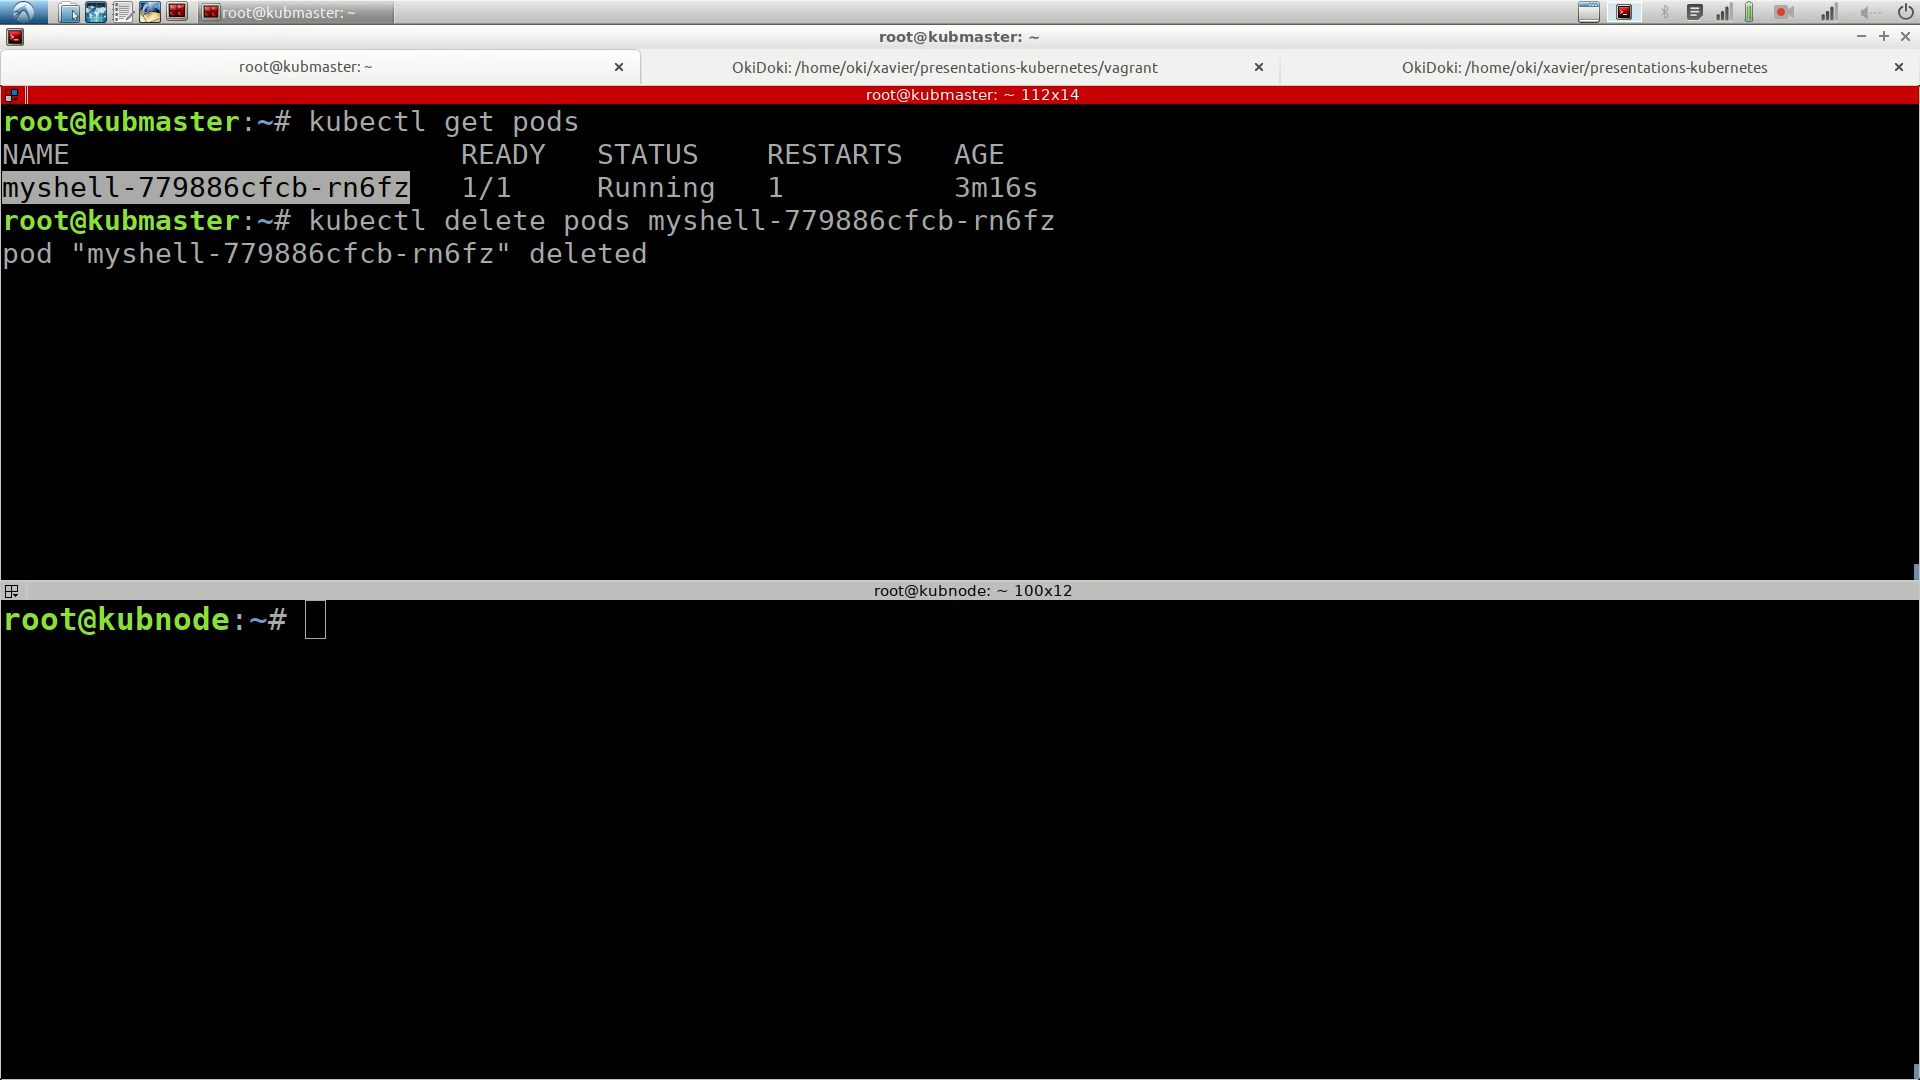 root@kubmaster: ~
root@kubmaster: ~
root@kubmaster: ~
OkiDoki: /home/oki/xavier/presentations-kubernetes/vagrant
OkiDoki: /home/oki/xavier/presentations-kubernetes
root@kubmaster: ~ 112x14
root@kubmaster:~# kubectl get pods
NAME READY STATUS RESTARTS AGE
myshell-779886cfcb-rn6fz 1/1 Running 1 3m16s
root@kubmaster:~# kubectl delete pods myshell-779886cfcb-rn6fz
pod "myshell-779886cfcb-rn6fz" deleted
root@kubnode: ~ 100x12
root@kubnode:~#